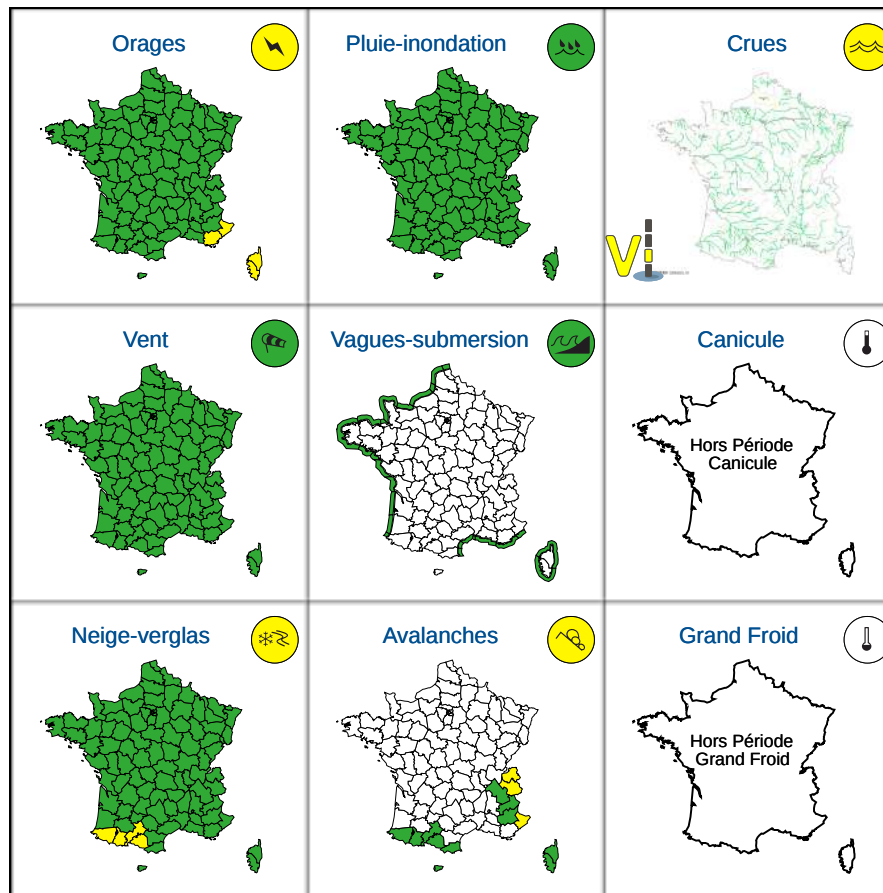 Orages
Pluie-inondation
Crues
Vi
Vent
Vagues-submersion
Canicule
Hors Période
Canicule
Neige-verglas
Avalanches
Grand Froid
Hors Période
Grand Froid